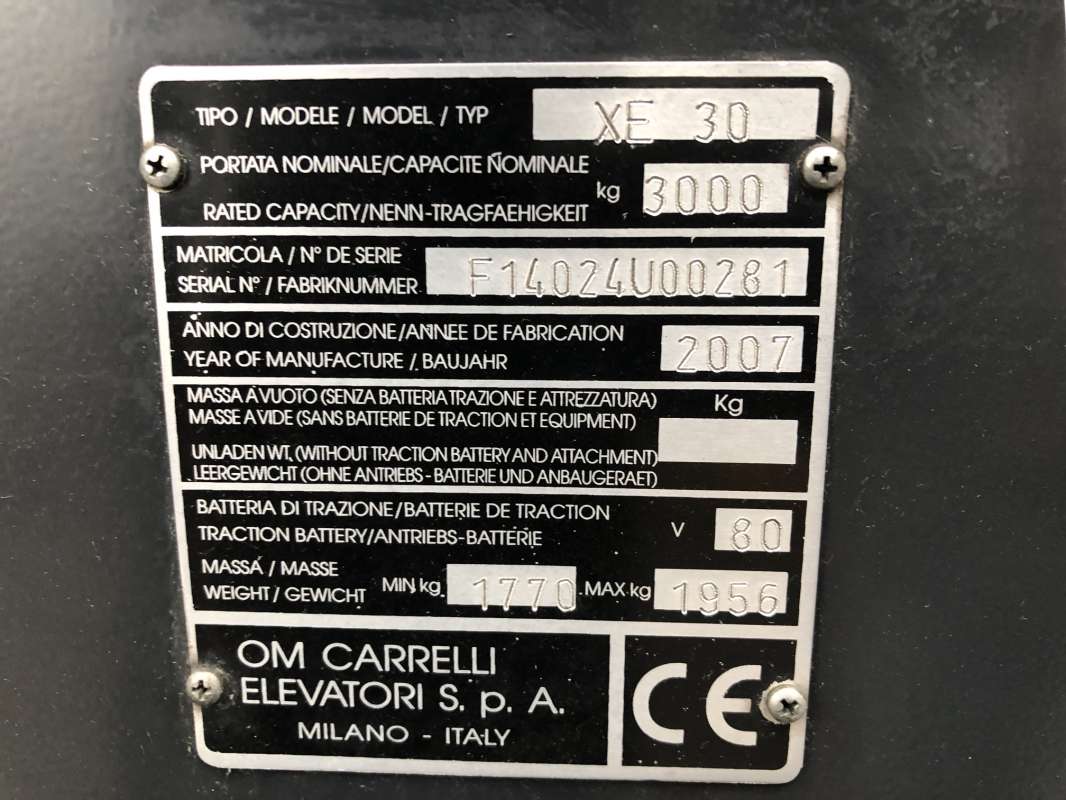 TIPO / MODELE / MODEL / TYP XE 30
PORTATA NOMINALE/CAPACITE NOMINALE
RATED CAPACITY/NENN-TRAGFAEHIGKEIT kg 3000
MATRICOLA / N° DE SERIE
SERIAL N° / FABRIKNUMMER F14024U00281
ANNO DI COSTRUZIONE/ANNEE DE FABRICATION
YEAR OF MANUFACTURE / BAUJAHR 2007
MASSA A VUOTO (SENZA BATTERIA TRAZIONE E ATTREZZATURA) Kg
MASSE A VIDE (SANS BATTERIE DE TRACTION ET EQUIPMENT)
UNLADEN WT. (WITHOUT TRACTION BATTERY AND ATTACHMENT)
LEERGEWICHT (OHNE ANTRIEBS - BATTERIE UND ANBAUGERAET)
BATTERIA DI TRAZIONE/BATTERIE DE TRACTION
TRACTION BATTERY/ANTRIEBS-BATTERIE V 80
MASSA / MASSE
WEIGHT / GEWICHT MIN kg 1770 MAX kg 1956
OM CARRELLI
ELEVATORI S. p. A.
MILANO - ITALY
CE